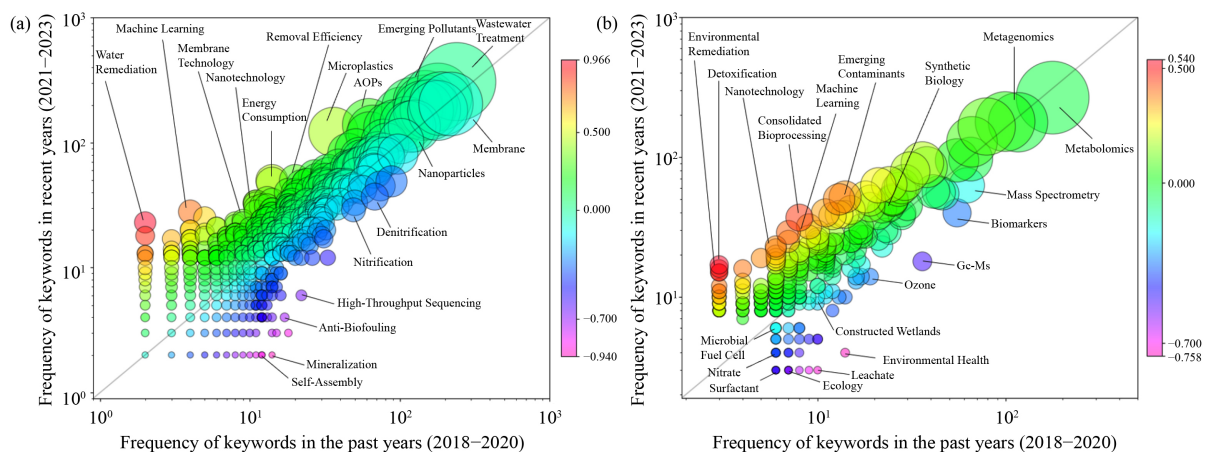 (a)
Frequency of keywords in recent years (2021−2023)
10³
10²
10¹
10⁰
10⁰
10¹
10²
10³
Frequency of keywords in the past years (2018−2020)
Water
Remediation
Machine Learning
Membrane
Technology
Nanotechnology
Energy
Consumption
Removal Efficiency
Microplastics
AOPs
Emerging Pollutants
Wastewater
Treatment
Membrane
Nanoparticles
Denitrification
Nitrification
High-Throughput Sequencing
Anti-Biofouling
Mineralization
Self-Assembly
0.966
0.500
0.000
−0.700
−0.940
(b)
Frequency of keywords in recent years (2021−2023)
10³
10²
10¹
10¹
10²
Frequency of keywords in the past years (2018−2020)
Environmental
Remediation
Detoxification
Nanotechnology
Consolidated
Bioprocessing
Machine
Learning
Emerging
Contaminants
Synthetic
Biology
Metagenomics
Metabolomics
Mass Spectrometry
Biomarkers
Gc-Ms
Ozone
Constructed Wetlands
Microbial
Fuel Cell
Nitrate
Surfactant
Environmental Health
Leachate
Ecology
0.540
0.500
0.000
−0.700
−0.758